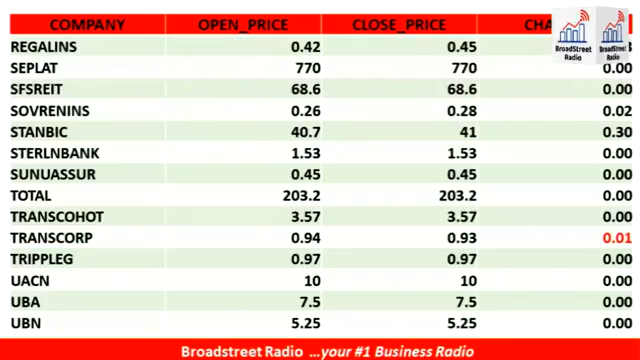 COMPANY OPEN_PRICE CLOSE_PRICE CHA
BroadStreet Radio
BroadStreet Radio
REGALINS 0.42 0.45
SEPLAT 770 770 0.00
SFSREIT 68.6 68.6 0.00
SOVRENINS 0.26 0.28 0.02
STANBIC 40.7 41 0.30
STERLNBANK 1.53 1.53 0.00
SUNUASSUR 0.45 0.45 0.00
TOTAL 203.2 203.2 0.00
TRANSCOHOT 3.57 3.57 0.00
TRANSCORP 0.94 0.93 0.01
TRIPPLEG 0.97 0.97 0.00
UACN 10 10 0.00
UBA 7.5 7.5 0.00
UBN 5.25 5.25 0.00
Broadstreet Radio ...your #1 Business Radio